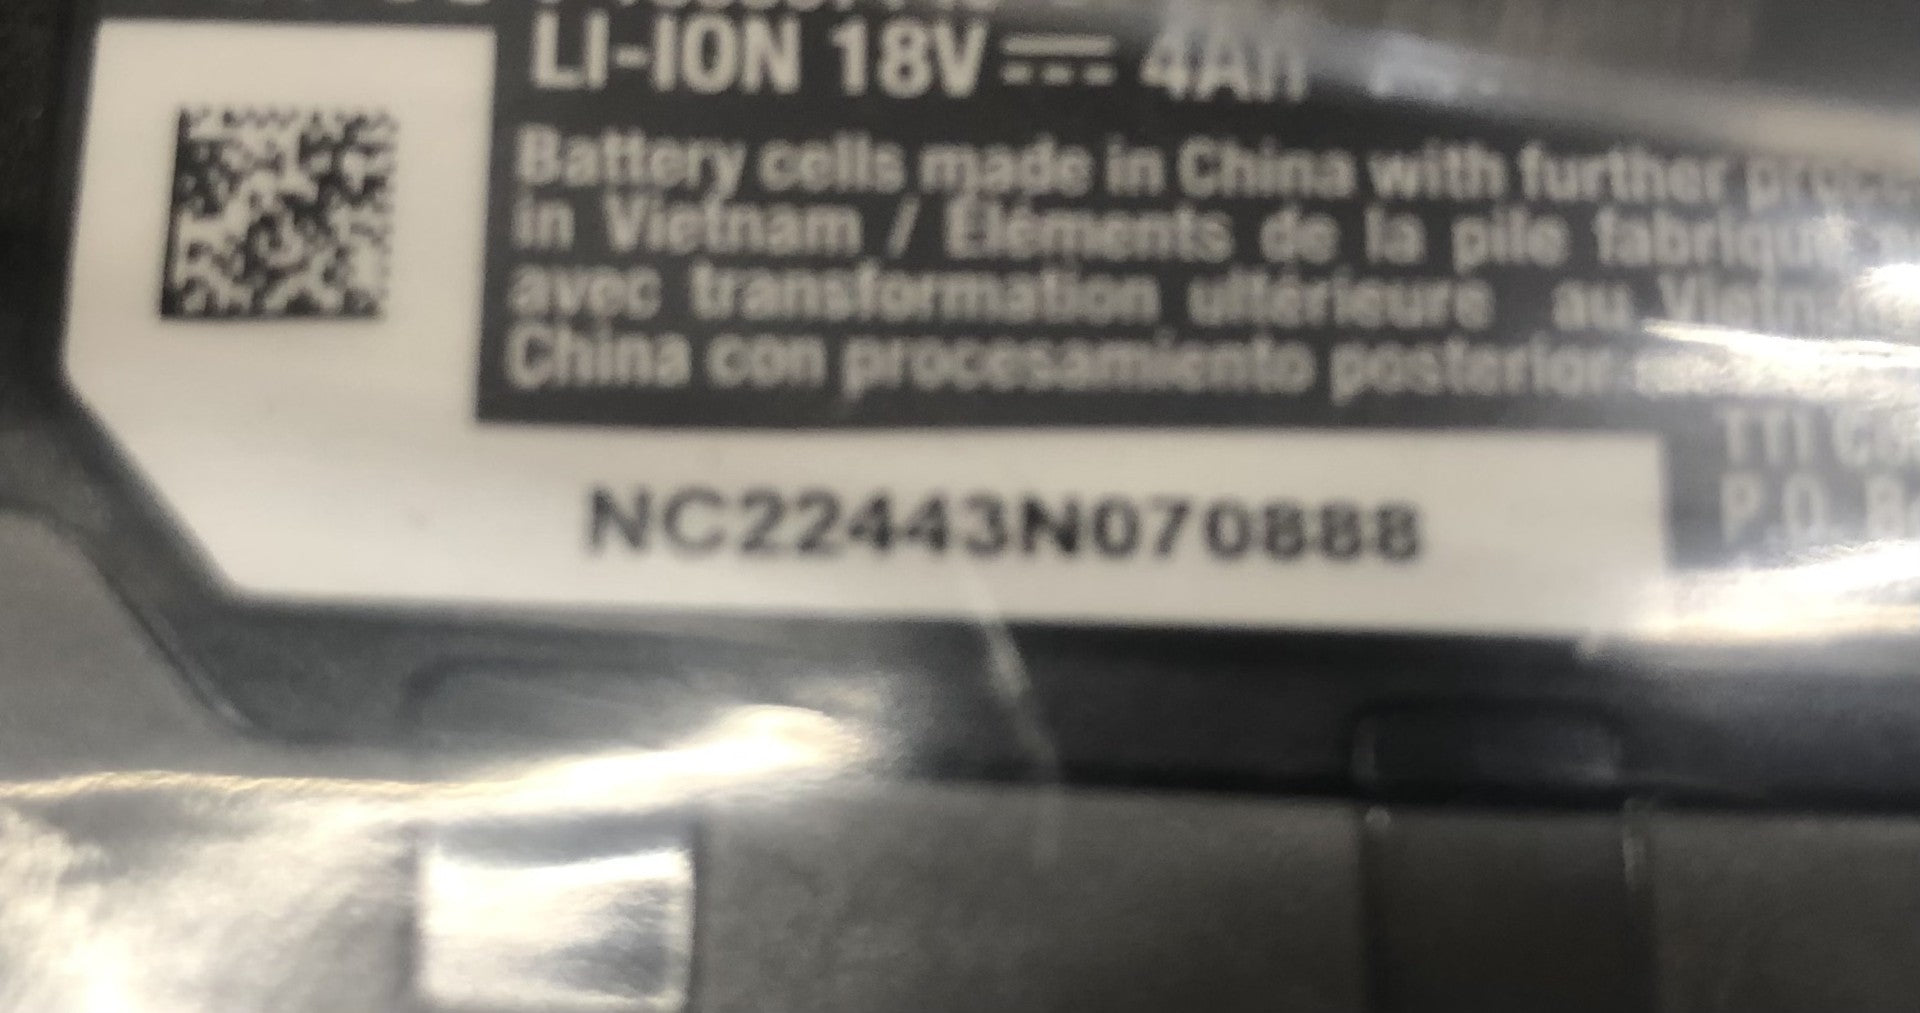 LI-ION 18V 4Ah
Battery cells made in China with further
in Vietnam / Éléments de la pile
avec transformation ultérieure au
China con procesamiento posterior
TTI
P.O.
NC22443N070888